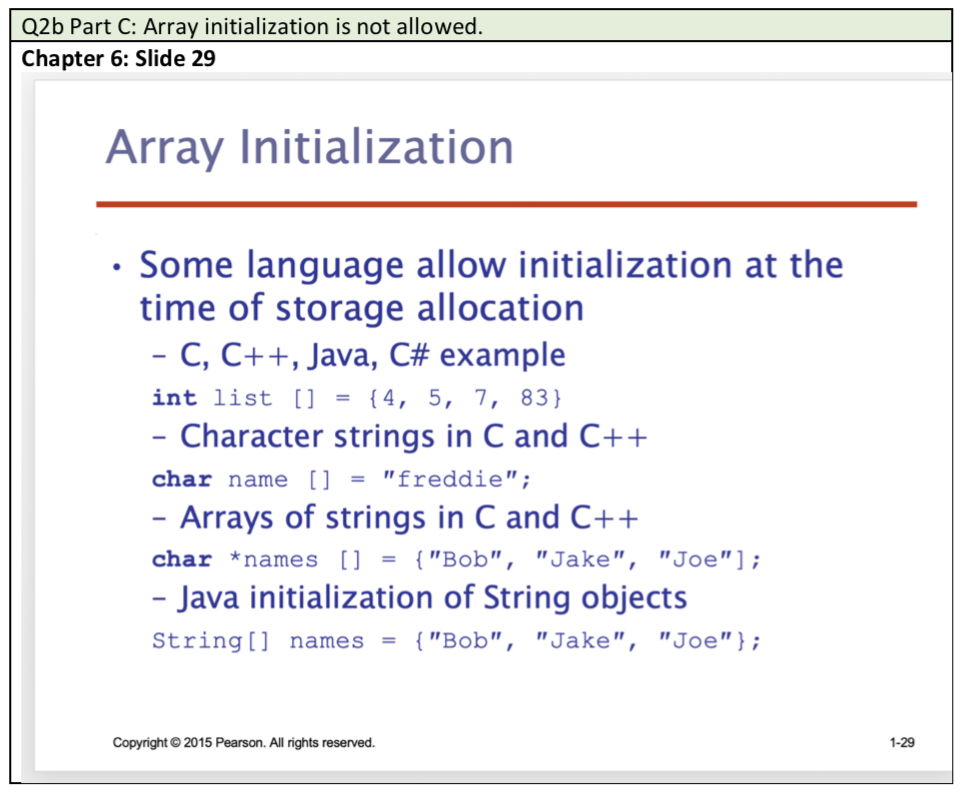 Q2b Part C: Array initialization is not allowed.
Chapter 6: Slide 29
Array Initialization
• Some language allow initialization at the
time of storage allocation
– C, C++, Java, C# example
int list [] = {4, 5, 7, 83}
– Character strings in C and C++
char name [] = "freddie";
– Arrays of strings in C and C++
char *names [] = {"Bob", "Jake", "Joe"];
– Java initialization of String objects
String[] names = {"Bob", "Jake", "Joe"};
Copyright © 2015 Pearson. All rights reserved.
1-29